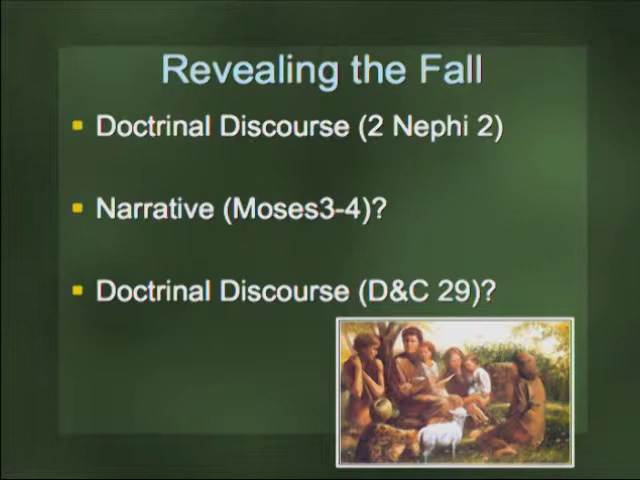 Revealing the Fall
Doctrinal Discourse (2 Nephi 2)
Narrative (Moses3-4)?
Doctrinal Discourse (D&C 29)?